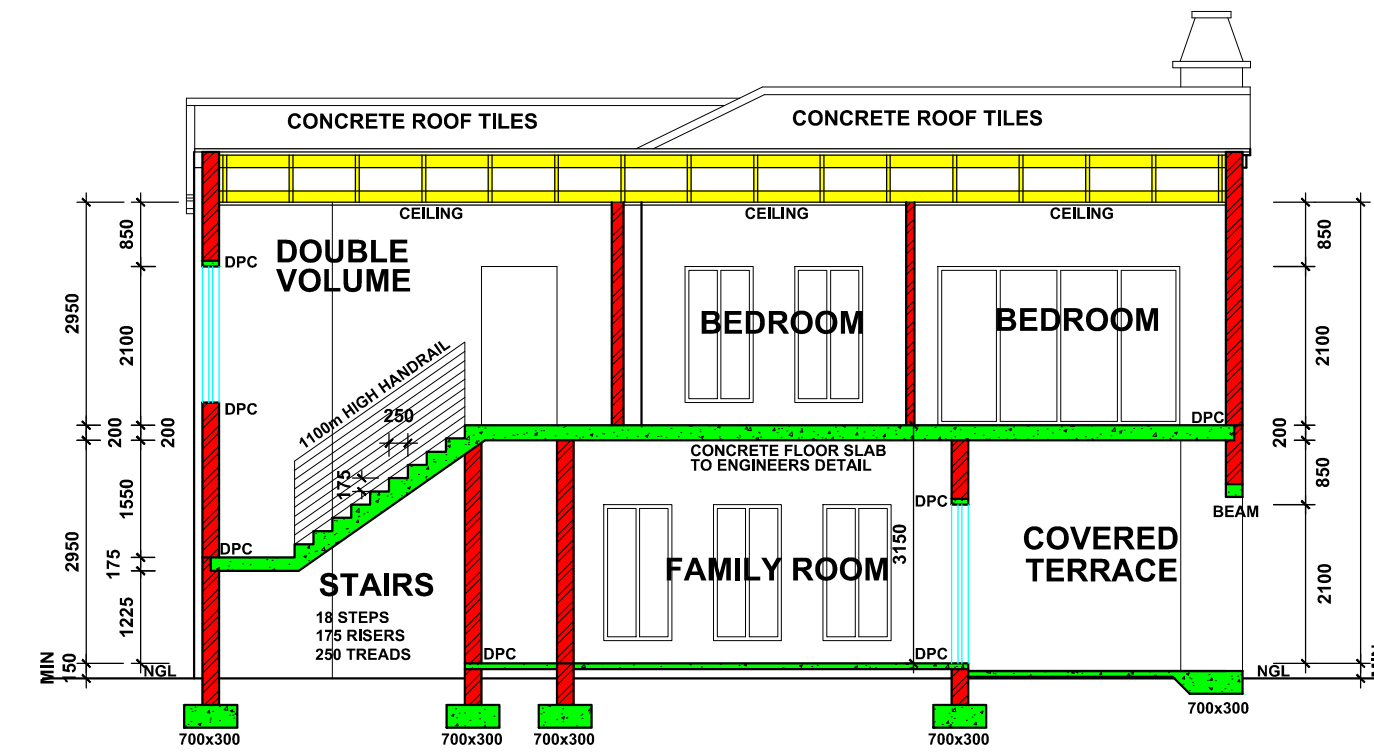 CONCRETE ROOF TILES
CONCRETE ROOF TILES
CEILING
CEILING
CEILING
850
850
DOUBLE
VOLUME
DPC
2950
2100
BEDROOM
BEDROOM
2100
1100m HIGH HANDRAIL
DPC
250
DPC
200
200
200
CONCRETE FLOOR SLAB
TO ENGINEERS DETAIL
175
850
1550
DPC
BEAM
DPC
2950
175
3150
COVERED
TERRACE
FAMILY ROOM
STAIRS
2100
1225
18 STEPS
175 RISERS
250 TREADS
DPC
DPC
MIN
150
NGL
NGL
700x300
700x300
700x300
700x300
700x300